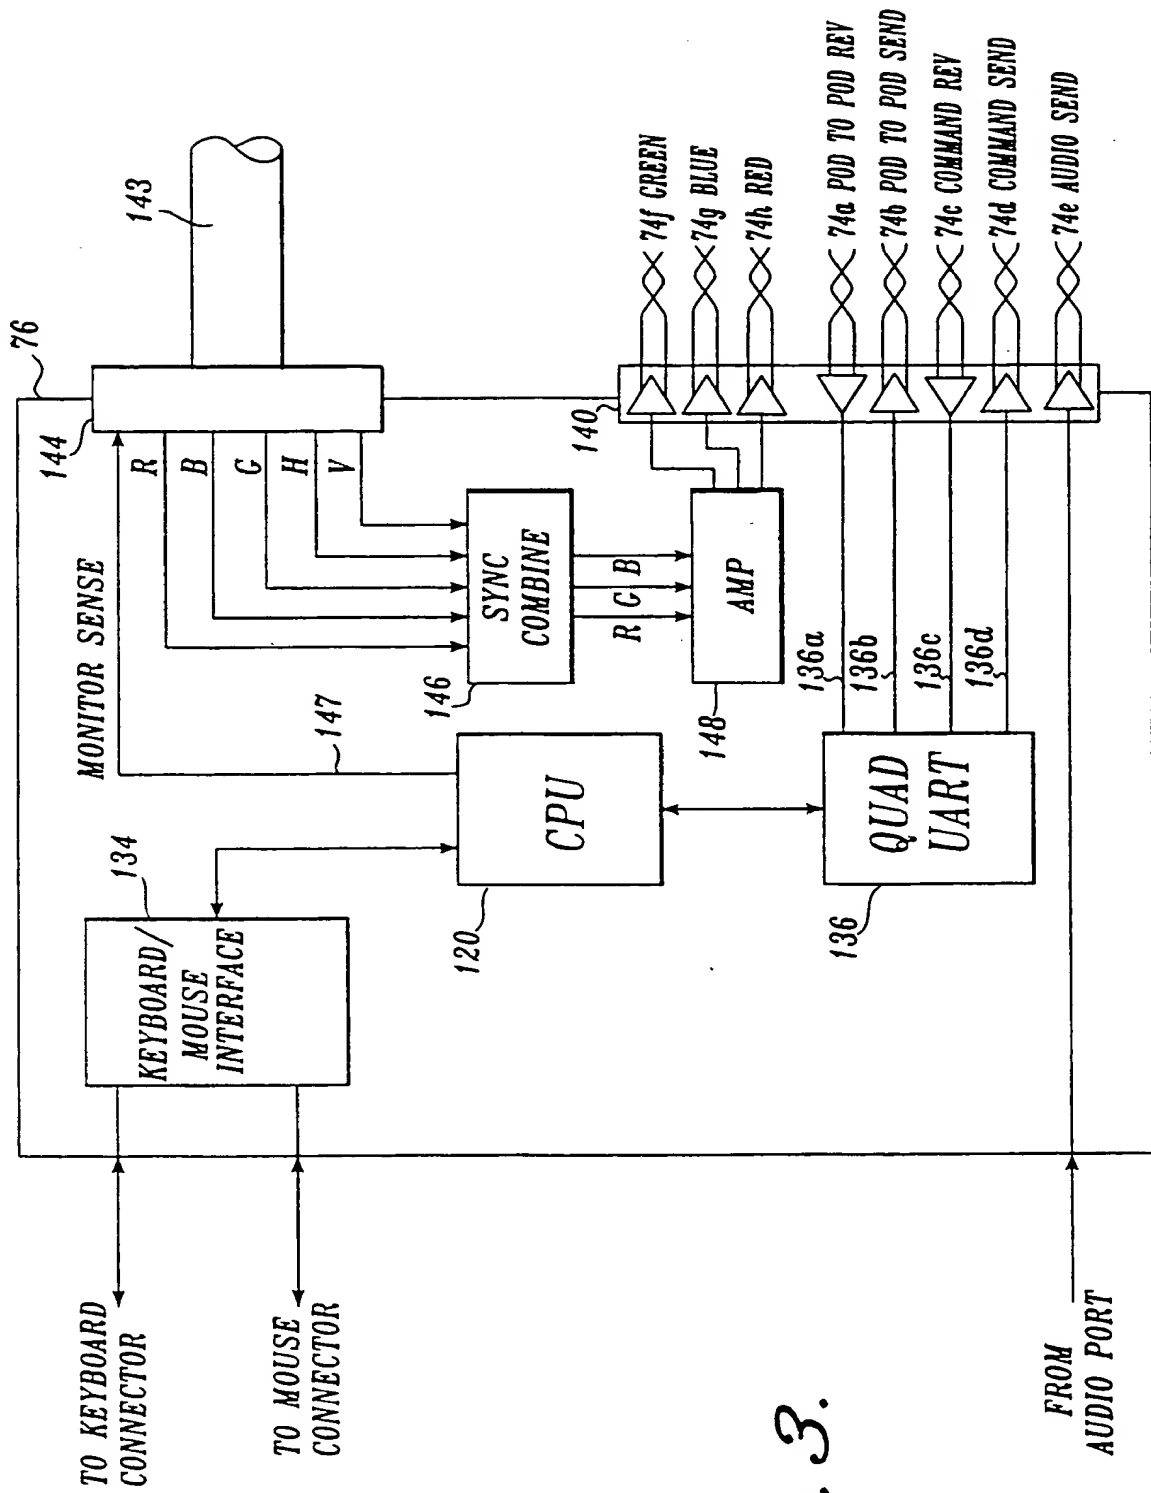 TO KEYBOARD
CONNECTOR
TO MOUSE
CONNECTOR
FROM
AUDIO PORT
134
KEYBOARD/
MOUSE
INTERFACE
MONITOR SENSE
147
120
CPU
136
QUAD
UART
144
76
143
R
B
G
H
V
146
SYNC
COMBINE
R
G
B
148
AMP
136a
136b
136c
136d
140
74f GREEN
74g BLUE
74h RED
74a POD TO POD REV
74b POD TO POD SEND
74c COMMAND REV
74d COMMAND SEND
74e AUDIO SEND
. 3.